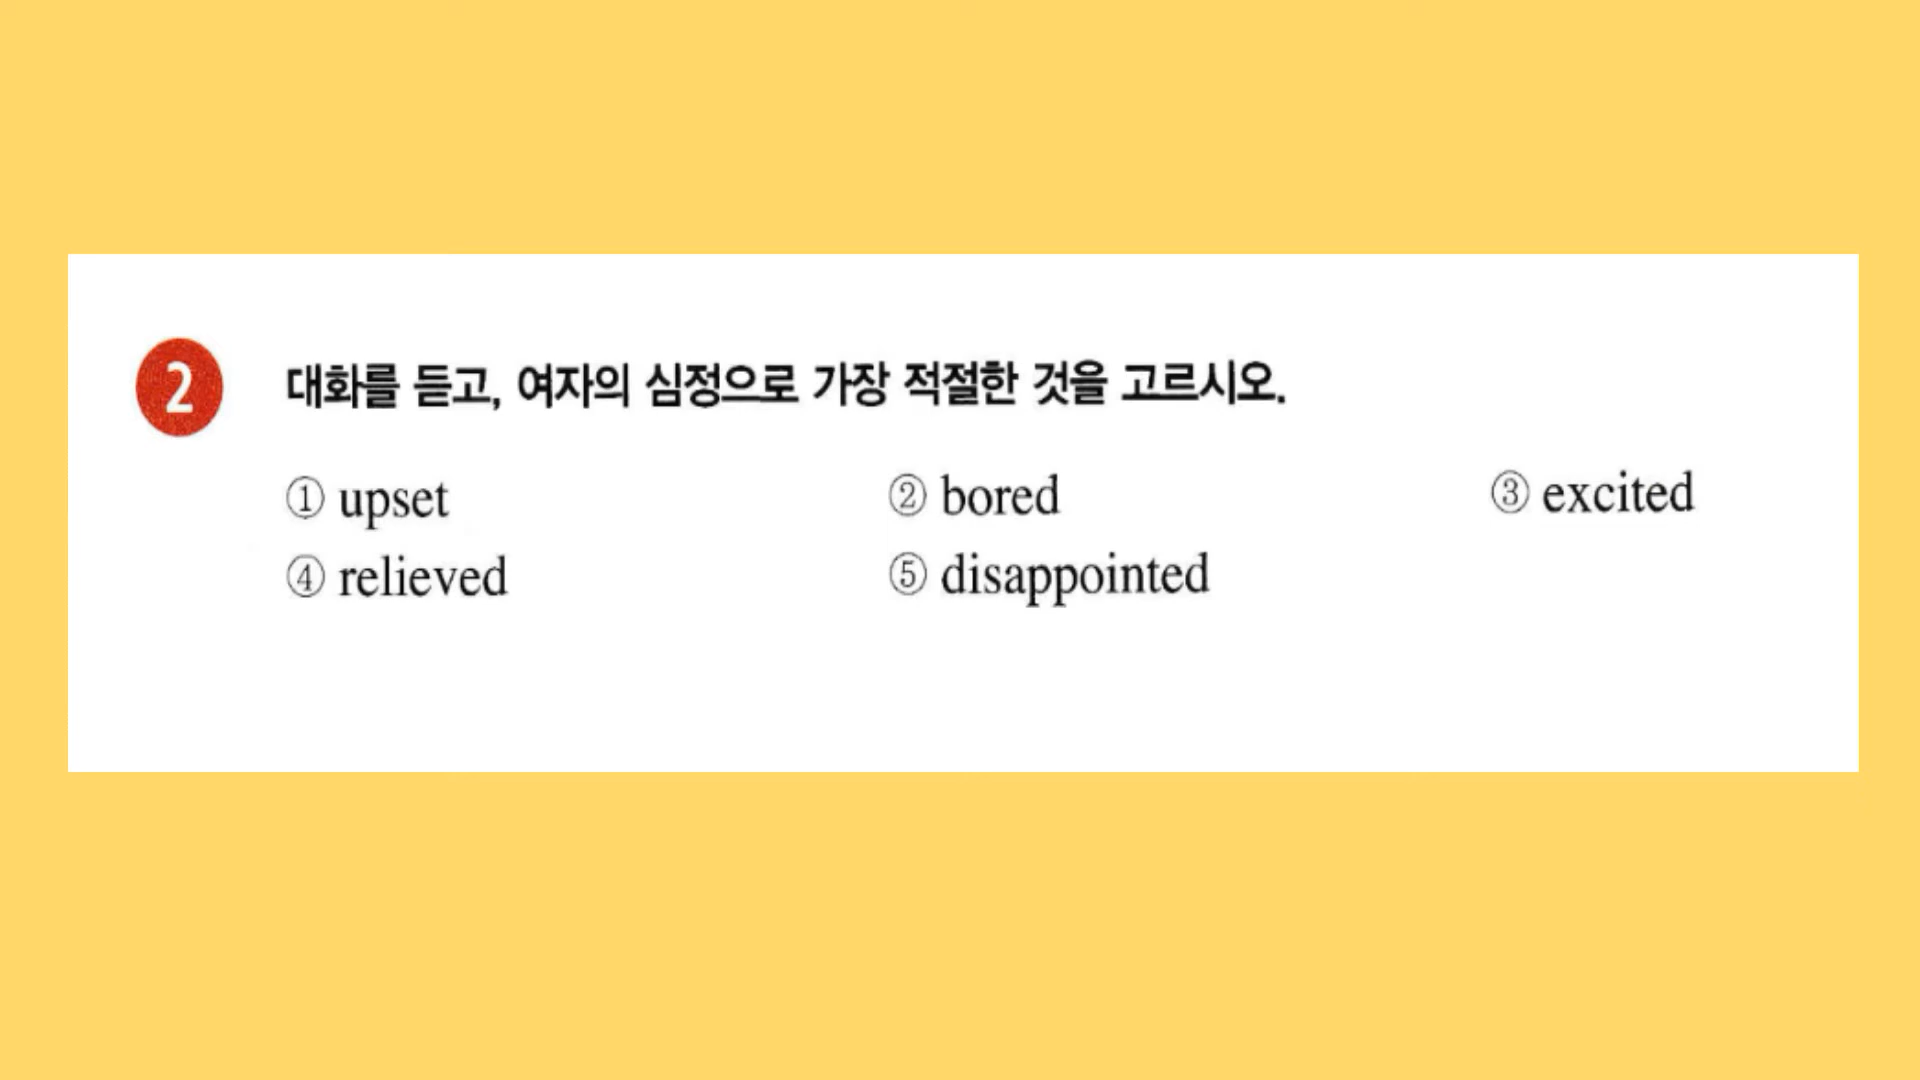 2 대화를 듣고, 여자의 심정으로 가장 적절한 것을 고르시오.
① upset ② bored ③ excited
④ relieved ⑤ disappointed